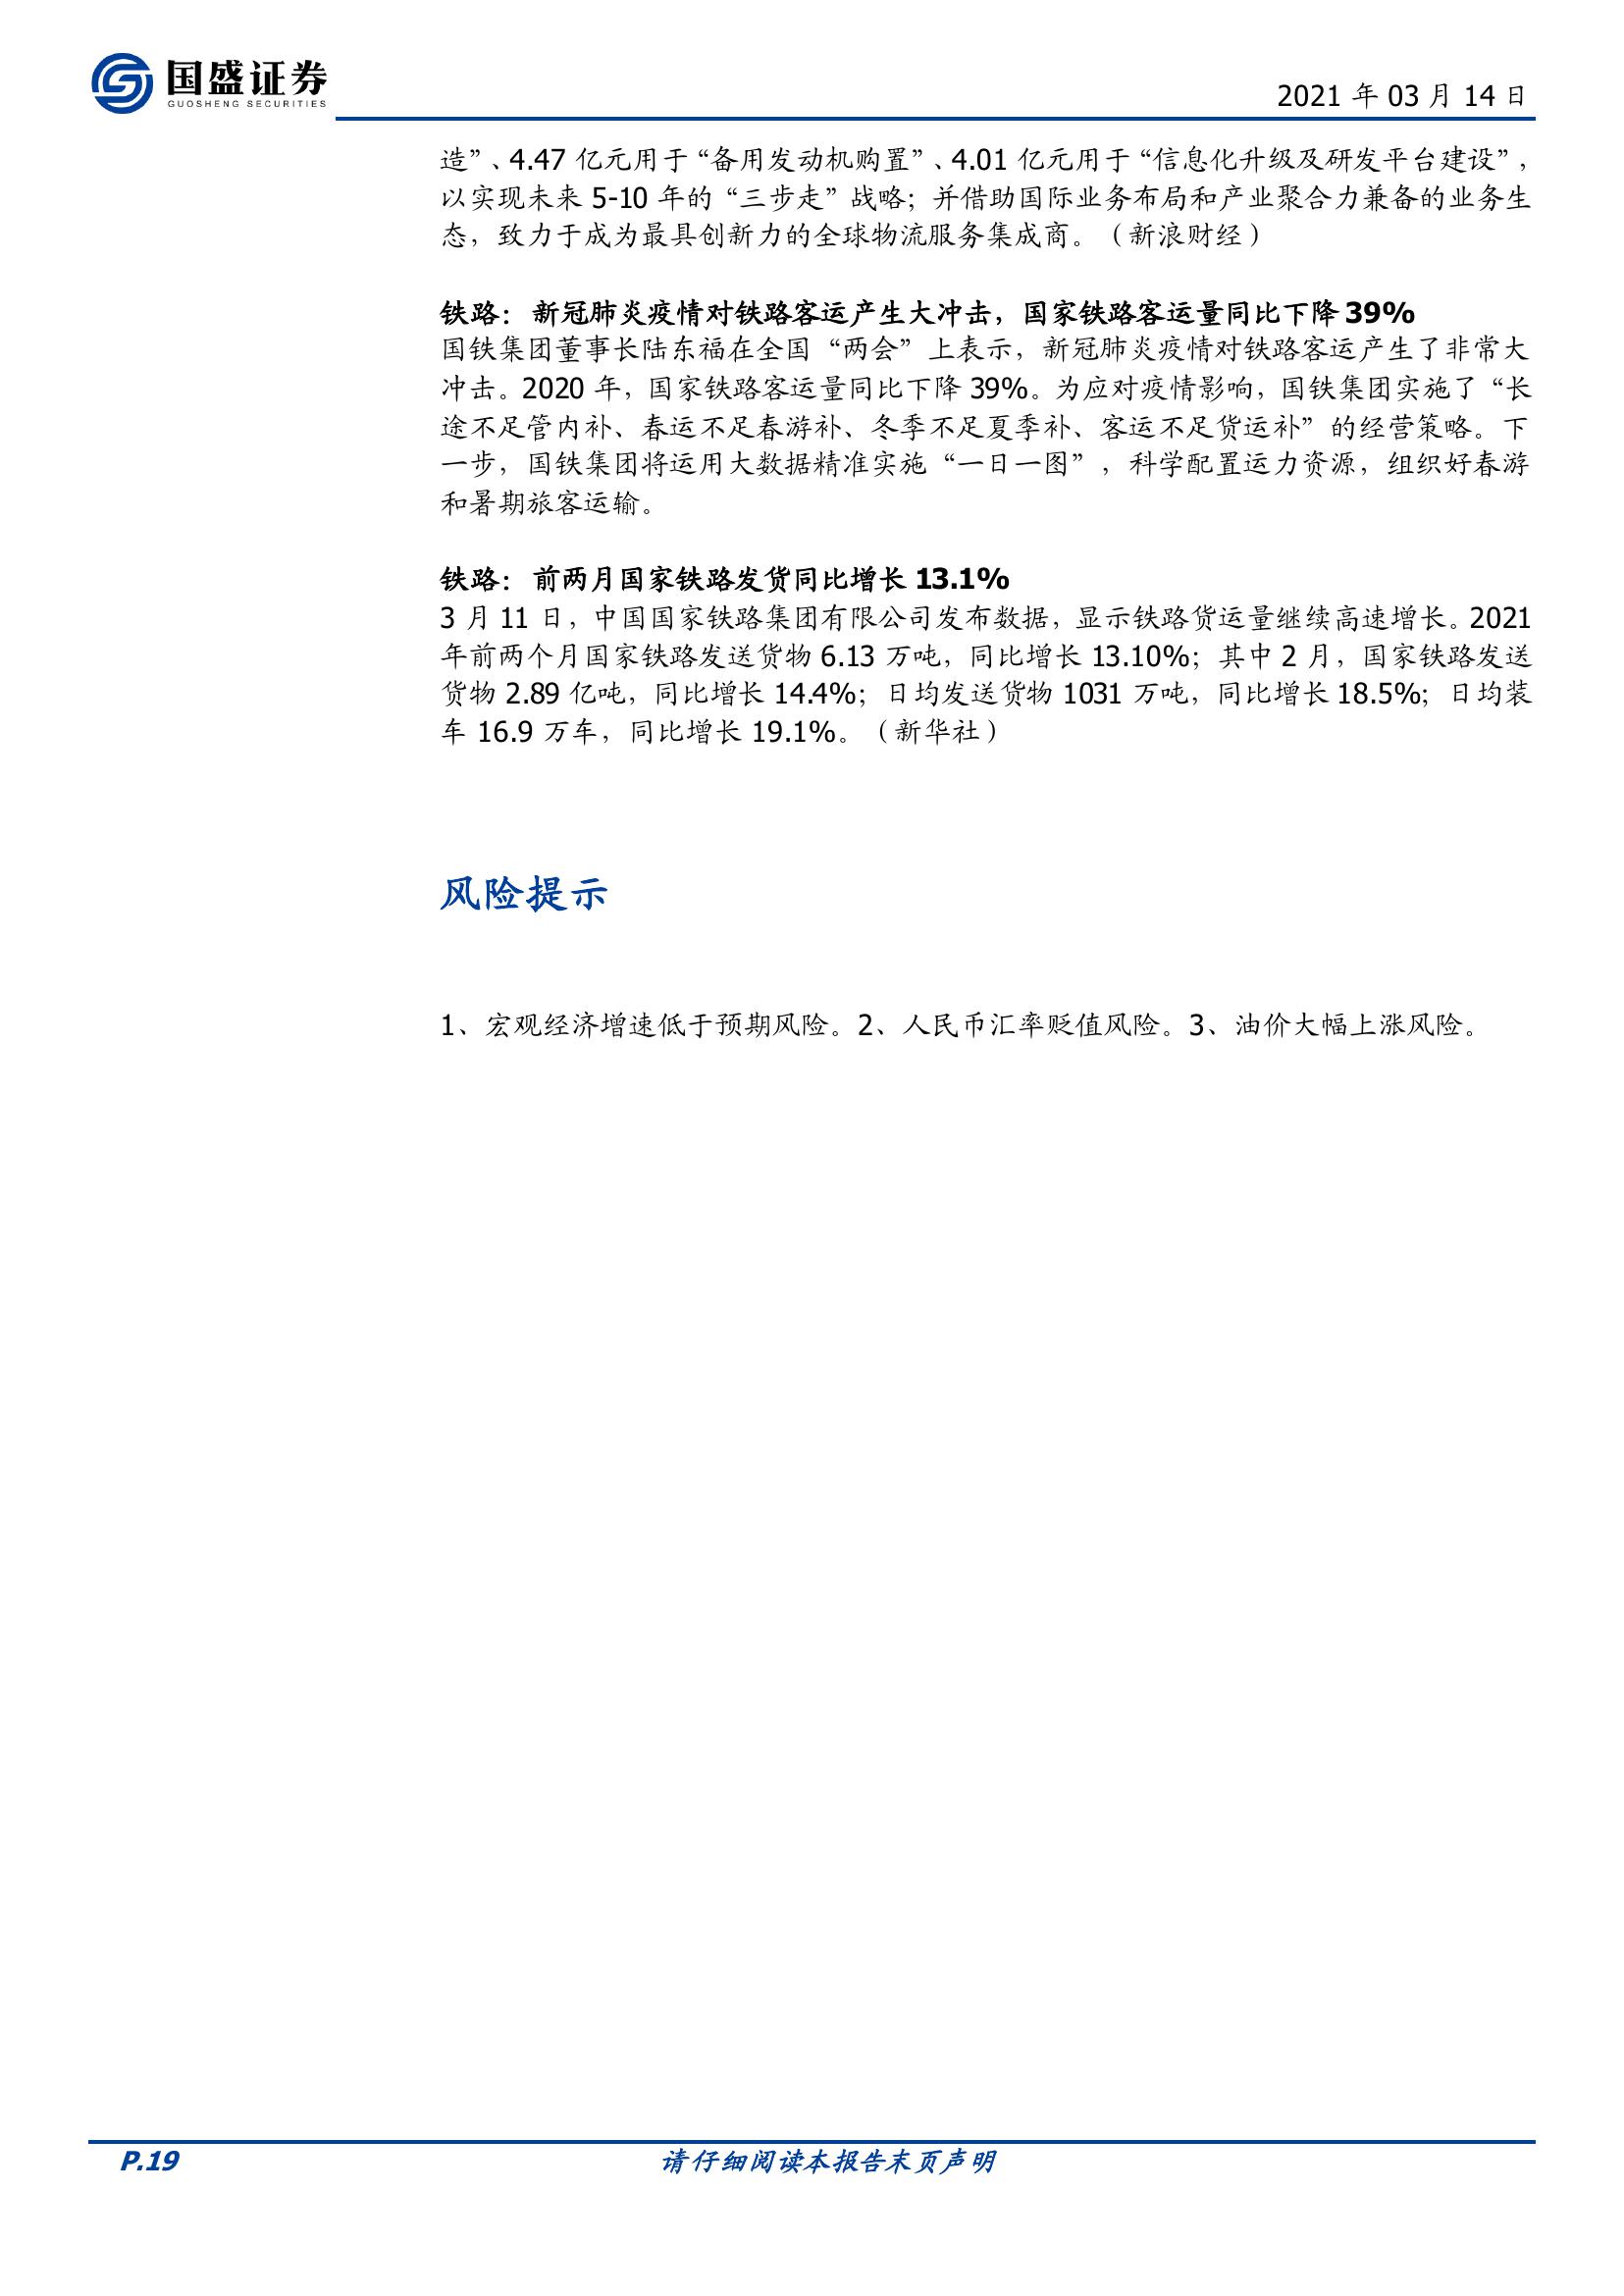 国盛证券
GUOSHENG SECURITIES
2021 年 03 月 14 日
造”、4.47 亿元用于“备用发动机购置”、4.01 亿元用于“信息化升级及研发平台建设”，
以实现未来 5-10 年的“三步走”战略；并借助国际业务布局和产业聚合力兼备的业务生
态，致力于成为最具创新力的全球物流服务集成商。（新浪财经）
铁路：新冠肺炎疫情对铁路客运产生大冲击，国家铁路客运量同比下降 39%
国铁集团董事长陆东福在全国“两会”上表示，新冠肺炎疫情对铁路客运产生了非常大
冲击。2020 年，国家铁路客运量同比下降 39%。为应对疫情影响，国铁集团实施了“长
途不足管内补、春运不足春游补、冬季不足夏季补、客运不足货运补”的经营策略。下
一步，国铁集团将运用大数据精准实施“一日一图”，科学配置运力资源，组织好春游
和暑期旅客运输。
铁路：前两月国家铁路发货同比增长 13.1%
3 月 11 日，中国国家铁路集团有限公司发布数据，显示铁路货运量继续高速增长。2021
年前两个月国家铁路发送货物 6.13 万吨，同比增长 13.10%；其中 2 月，国家铁路发送
货物 2.89 亿吨，同比增长 14.4%；日均发送货物 1031 万吨，同比增长 18.5%；日均装
车 16.9 万车，同比增长 19.1%。（新华社）
风险提示
1、宏观经济增速低于预期风险。2、人民币汇率贬值风险。3、油价大幅上涨风险。
P.19 请仔细阅读本报告末页声明